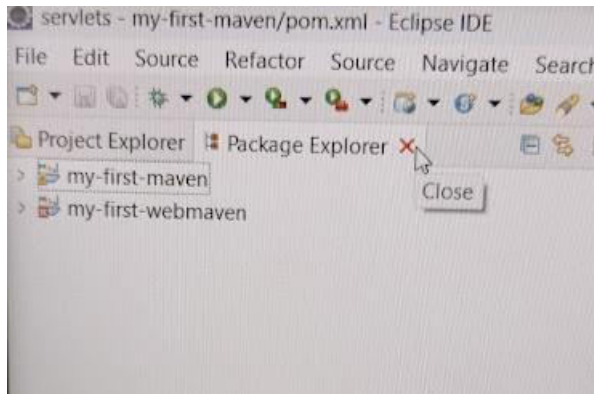 servlets - my-first-maven/pom.xml - Eclipse IDE
File Edit Source Refactor Source Navigate Search
Project Explorer Package Explorer
my-first-maven
Close
my-first-webmaven